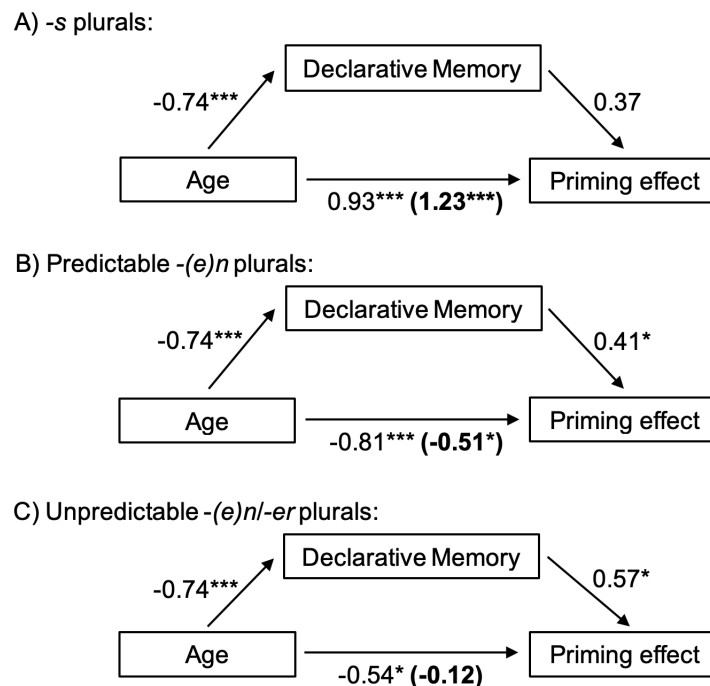 A) -s plurals:
Declarative Memory
-0.74***
0.37
Age
Priming effect
0.93*** (1.23***)
B) Predictable -(e)n plurals:
Declarative Memory
-0.74***
0.41*
Age
Priming effect
-0.81*** (-0.51*)
C) Unpredictable -(e)n/-er plurals:
Declarative Memory
-0.74***
0.57*
Age
Priming effect
-0.54* (-0.12)